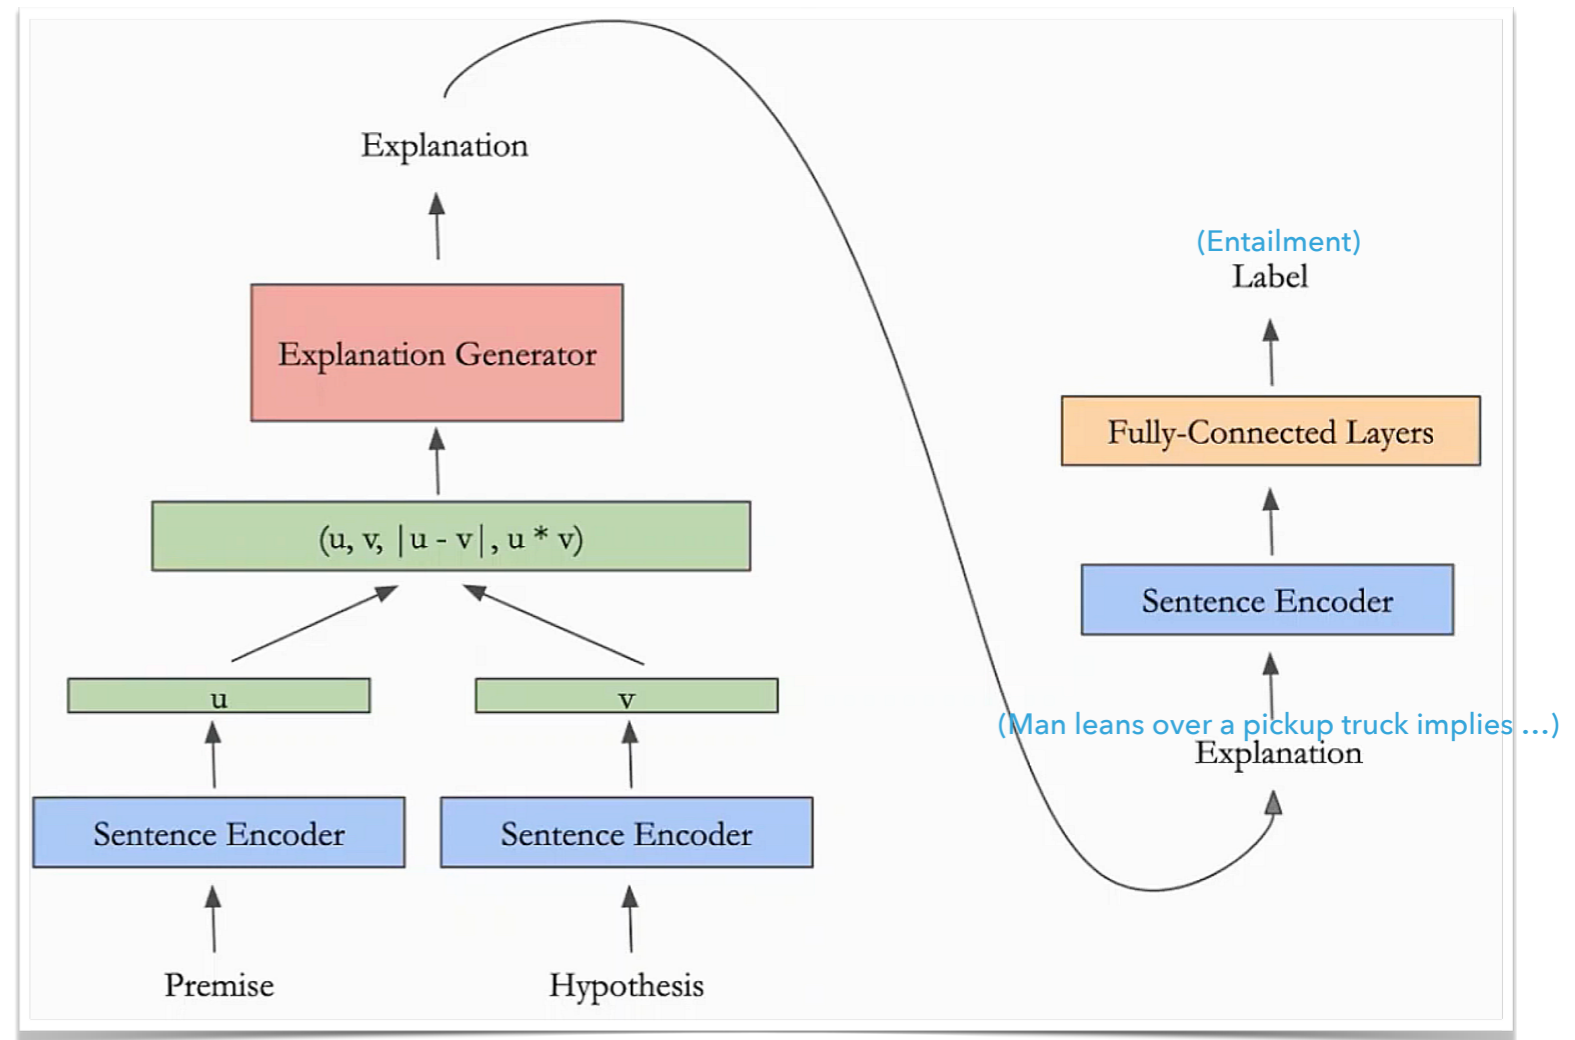 Explanation
Explanation Generator
(u, v, |u - v|, u * v)
u
v
Sentence Encoder
Sentence Encoder
Premise
Hypothesis
(Entailment)
Label
Fully-Connected Layers
Sentence Encoder
(Man leans over a pickup truck implies ...)
Explanation